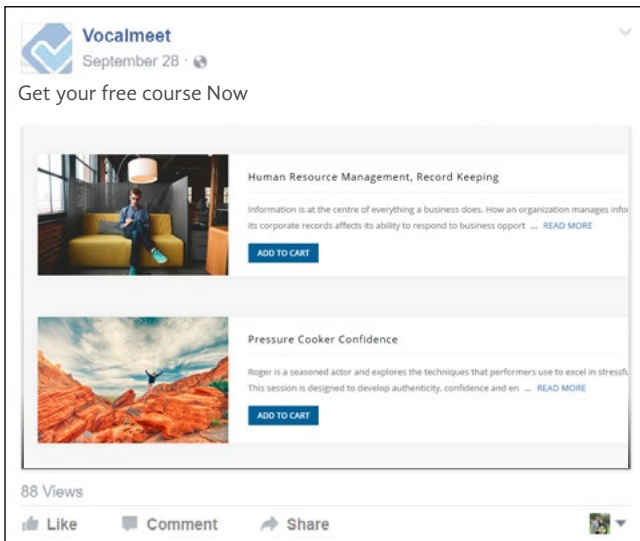 Vocalmeet
September 28
Get your free course Now
Human Resource Management, Record Keeping
Information is at the centre of everything a business does. How an organization manages infor
its corporate records affects its ability to respond to business opport ... READ MORE
ADD TO CART
Pressure Cooker Confidence
Roger is a seasoned actor and explores the techniques that performers use to excel in stressfu
This session is designed to develop authenticity, confidence and en ... READ MORE
ADD TO CART
88 Views
Like Comment Share